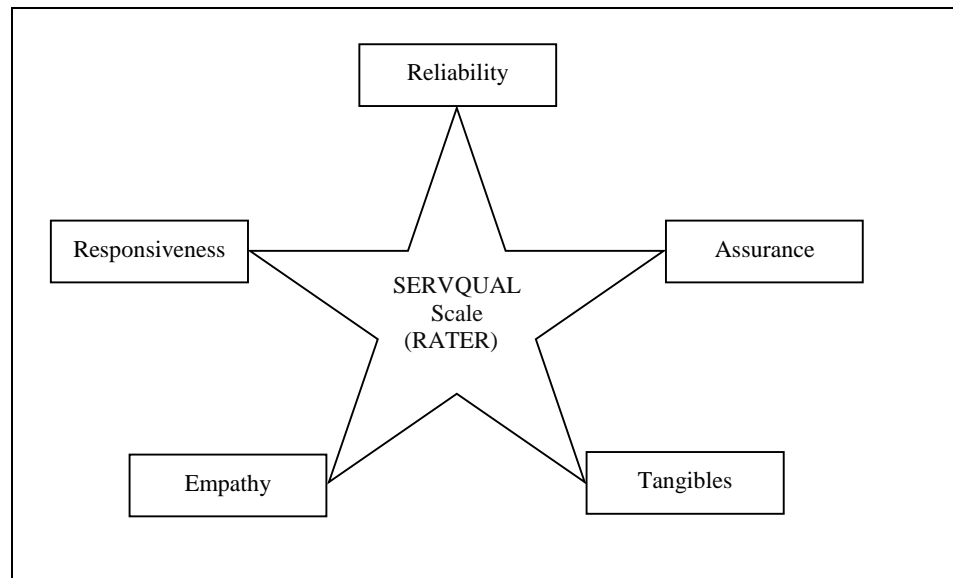 Reliability
Responsiveness
Assurance
SERVQUAL
Scale
(RATER)
Empathy
Tangibles